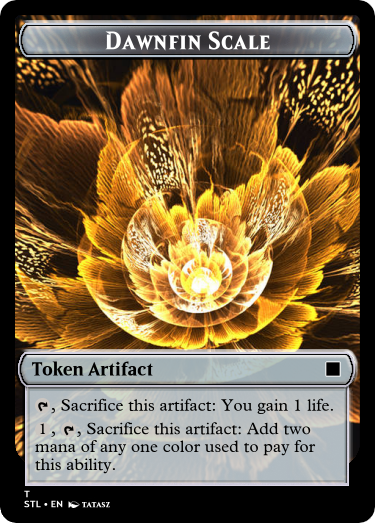 DAWNFIN SCALE
Token Artifact
, Sacrifice this artifact: You gain 1 life.
1 , , Sacrifice this artifact: Add two
mana of any one color used to pay for
this ability.
T
STL • EN TATASZ